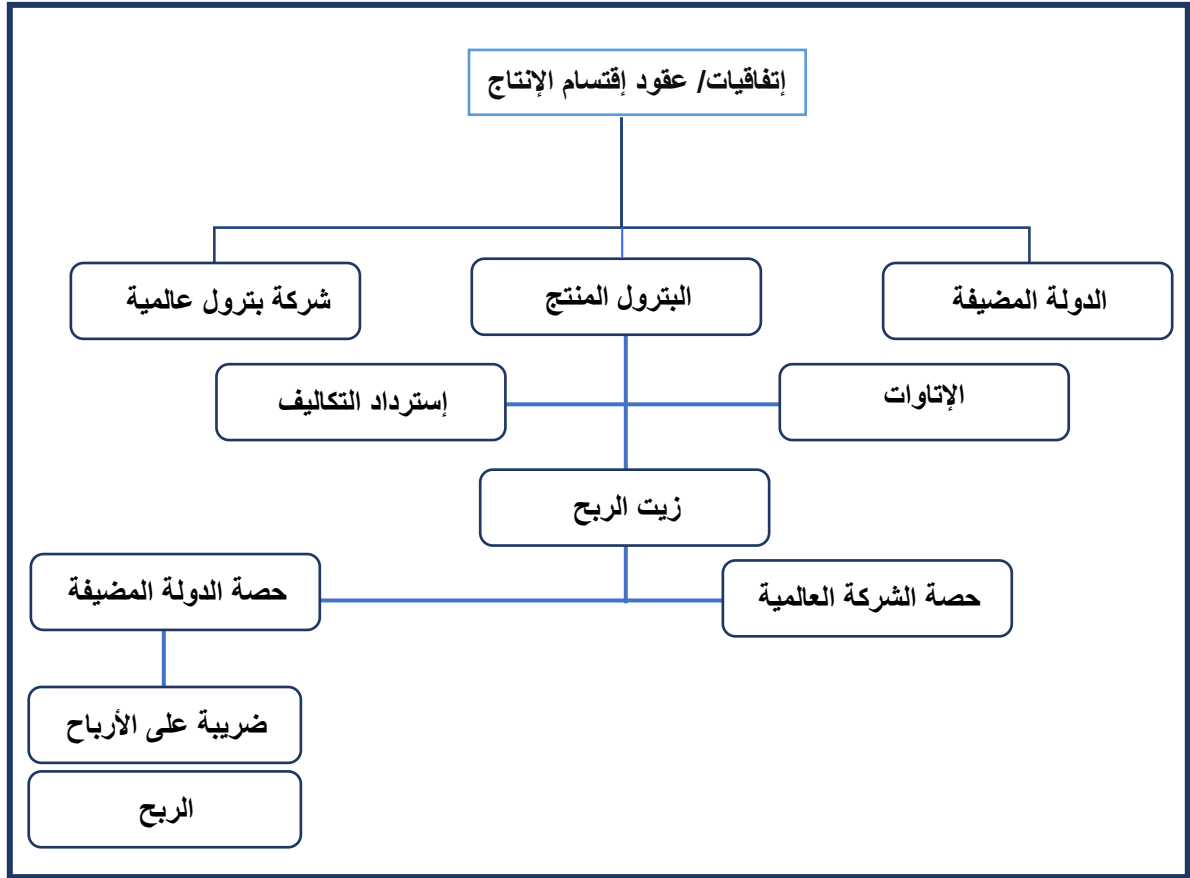 إتفاقيات/ عقود إقتسام الإنتاج
الدولة المضيفة
البترول المنتج
شركة بترول عالمية
الإتاوات
إسترداد التكاليف
زيت الربح
حصة الشركة العالمية
حصة الدولة المضيفة
ضريبة على الأرباح
الربح